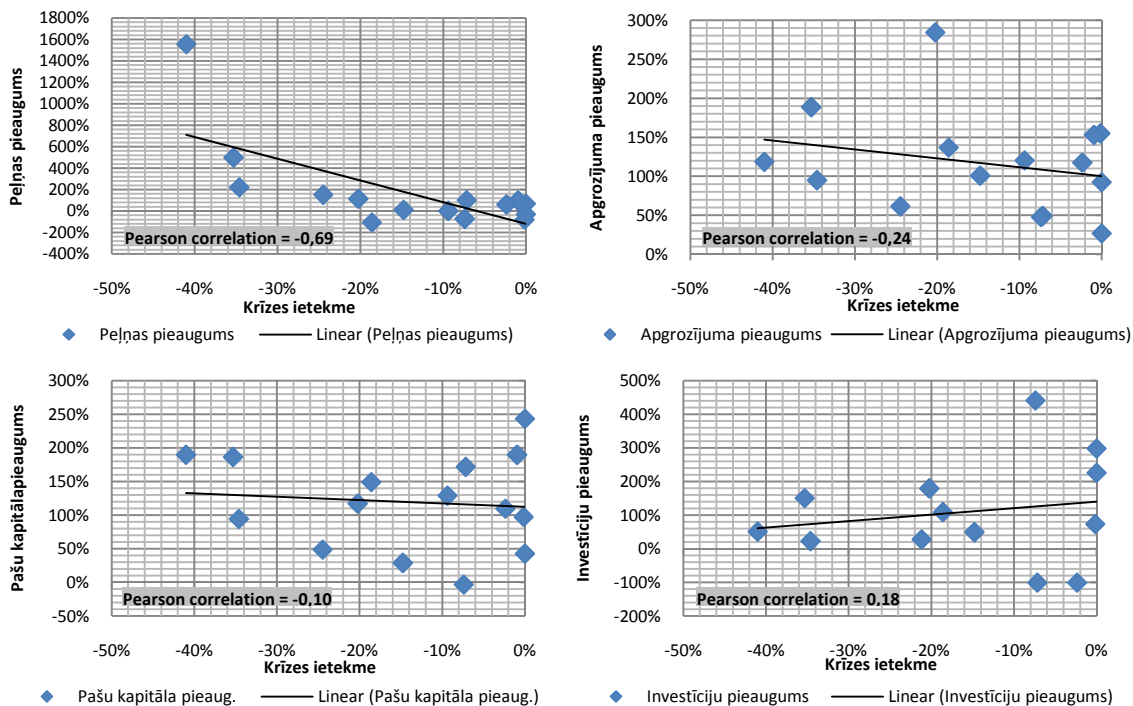 1800%
1600%
1400%
1200%
1000%
800%
600%
400%
200%
0%
-200%
-400%
Peļņas pieaugums
Pearson correlation = -0,69
-50% -40% -30% -20% -10% 0%
Krīzes ietekme
Peļņas pieaugums Linear (Peļņas pieaugums)
300%
250%
200%
150%
100%
50%
0%
Apgrozījuma pieaugums
Pearson correlation = -0,24
-50% -40% -30% -20% -10% 0%
Krīzes ietekme
Apgrozījuma pieaugums Linear (Apgrozījuma pieaugums)
300%
250%
200%
150%
100%
50%
0%
-50%
Pašu kapitālapieaugums
Pearson correlation = -0,10
-50% -40% -30% -20% -10% 0%
Krīzes ietekme
Pašu kapitāla pieaug. Linear (Pašu kapitāla pieaug.)
500%
400%
300%
200%
100%
0%
-100%
-200%
Investīciju pieaugums
Pearson correlation = 0,18
-50% -40% -30% -20% -10% 0%
Krīzes ietekme
Investīciju pieaugums Linear (Investīciju pieaugums)